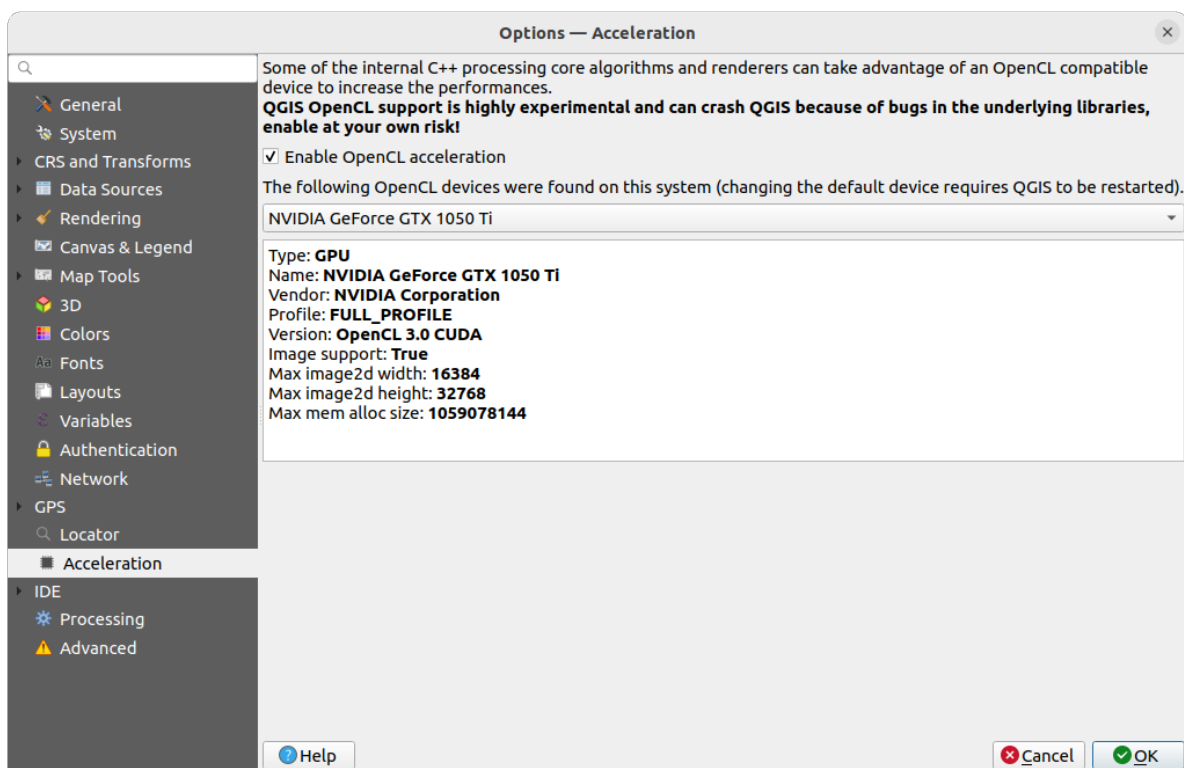 Options — Acceleration
General
System
CRS and Transforms
Data Sources
Rendering
Canvas & Legend
Map Tools
3D
Colors
Aa Fonts
Layouts
ε Variables
Authentication
Network
GPS
Locator
Acceleration
IDE
Processing
Advanced
Some of the internal C++ processing core algorithms and renderers can take advantage of an OpenCL compatible
device to increase the performances.
QGIS OpenCL support is highly experimental and can crash QGIS because of bugs in the underlying libraries,
enable at your own risk!
Enable OpenCL acceleration
The following OpenCL devices were found on this system (changing the default device requires QGIS to be restarted).
NVIDIA GeForce GTX 1050 Ti
Type: GPU
Name: NVIDIA GeForce GTX 1050 Ti
Vendor: NVIDIA Corporation
Profile: FULL_PROFILE
Version: OpenCL 3.0 CUDA
Image support: True
Max image2d width: 16384
Max image2d height: 32768
Max mem alloc size: 1059078144
Help
Cancel
OK